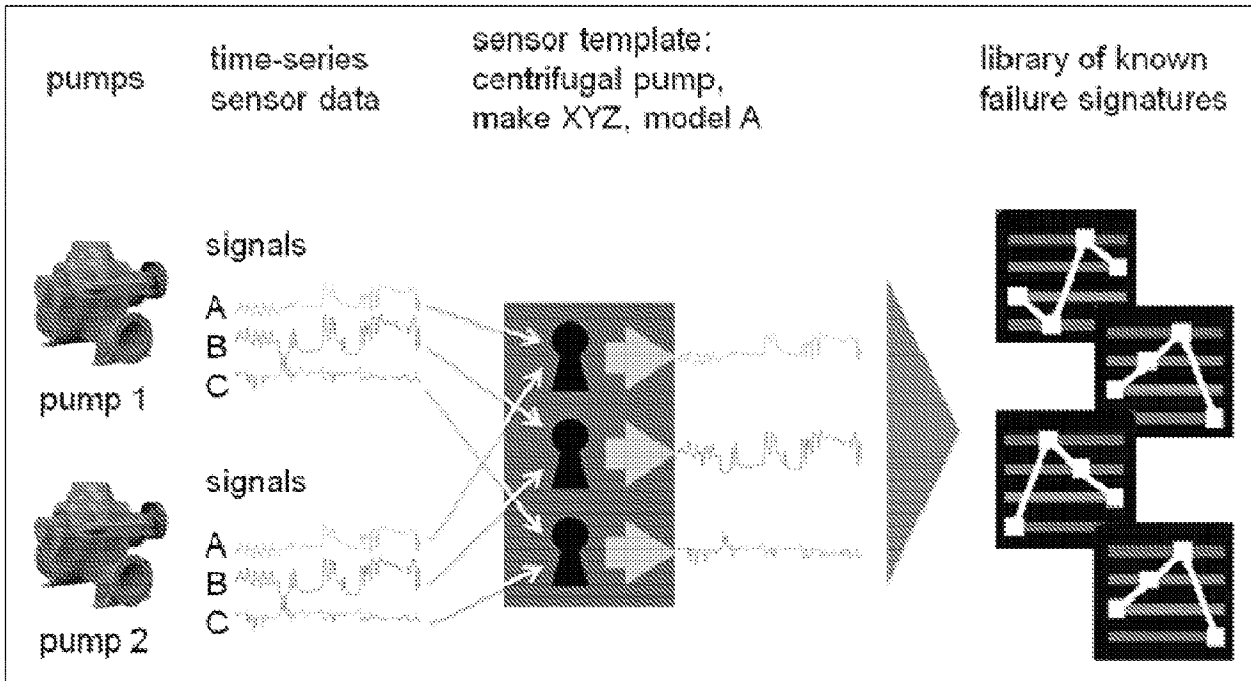 pumps
time-series
sensor data
sensor template:
centrifugal pump,
make XYZ, model A
library of known
failure signatures
signals
A
B
C
pump 1
signals
A
B
C
pump 2